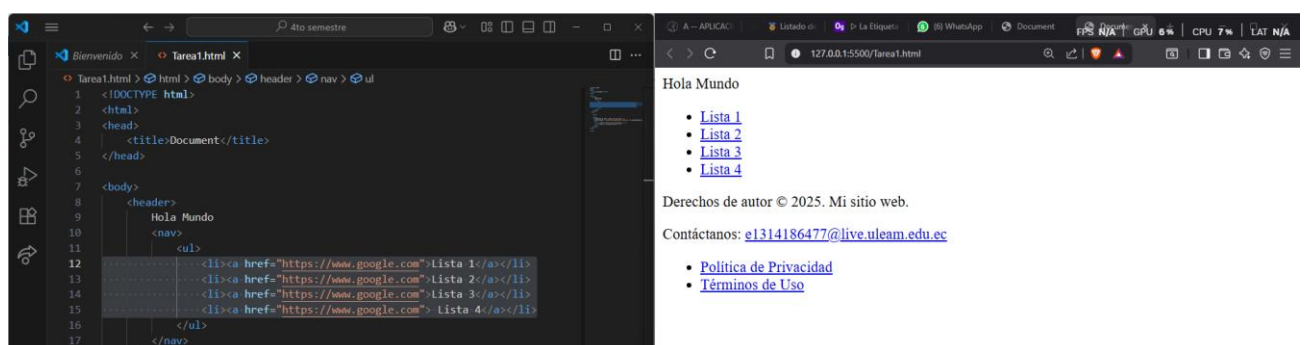 4to semestre
Bienvenido
Tarea1.html
Tarea1.html > html > body > header > nav > ul
1 <!DOCTYPE html>
2 <html>
3 <head>
4 <title>Document</title>
5 </head>
6
7 <body>
8 <header>
9 Hola Mundo
10 <nav>
11 <ul>
12 <li><a href="https://www.google.com">Lista 1</a></li>
13 <li><a href="https://www.google.com">Lista 2</a></li>
14 <li><a href="https://www.google.com">Lista 3</a></li>
15 <li><a href="https://www.google.com"> Lista 4</a></li>
16 </ul>
17 </nav>
A — APLICACI
Listado d
La Etiquet
(6) WhatsApp
Document
FPS N/A GPU 6% CPU 7% LAT N/A
127.0.0.1:5500/Tarea1.html
Hola Mundo
Lista 1
Lista 2
Lista 3
Lista 4
Derechos de autor © 2025. Mi sitio web.
Contáctanos: e1314186477@live.uleam.edu.ec
Política de Privacidad
Términos de Uso